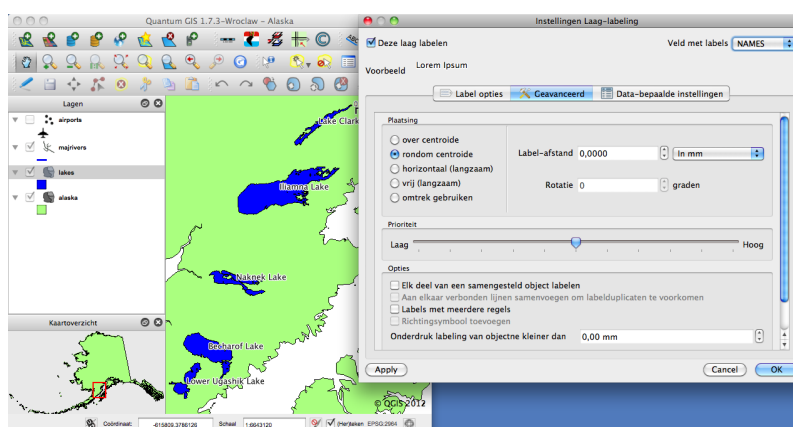 Quantum GIS 1.7.3-Wroclaw - Alaska
Lagen
airports
majrivers
lakes
alaska
Kaartoverzicht
Lake Clark
Iliamna Lake
Naknek Lake
Becharof Lake
Lower Ugashik Lake
© QGIS 2012
Coördinaat: -615809,3786126 Schaal 1:6643120 (Her)teken EPSG:2964
Instellingen Laag-labeling
Deze laag labelen Veld met labels NAMES
Voorbeeld Lorem Ipsum
Label opties Geavanceerd Data-bepaalde instellingen
Plaatsing
over centroide
rondom centroide
horizontaal (langzaam)
vrij (langzaam)
omtrek gebruiken
Label-afstand 0,0000 In mm
Rotatie 0 graden
Prioriteit
Laag Hoog
Opties
Elk deel van een samengesteld object labelen
Aan elkaar verbonden lijnen samenvoegen om labelduplicaten te voorkomen
Labels met meerdere regels
Richtingsymbool toevoegen
Onderdruk labeling van objectne kleiner dan 0,00 mm
Apply Cancel OK